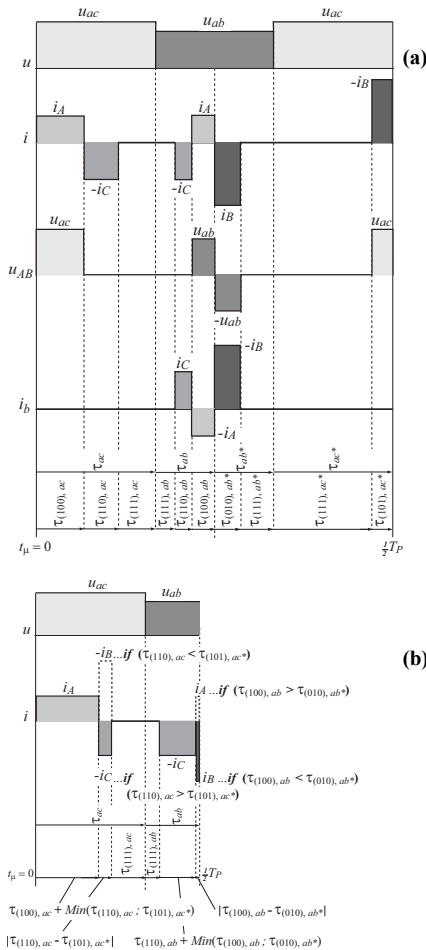 u_ac
u_ab
u_ac
(a)
u
-i_B
i_A
i_A
i
-i_C
-i_C
i_B
u_ac
u_ab
u_ac
u_AB
-u_ab
-i_B
i_C
i_b
-i_A
τ_ac
τ_ab
τ_ab*
τ_ac*
τ_(100), ac
τ_(110), ac
τ_(111), ac
τ_(111), ab
τ_(110), ab
τ_(100), ab
τ_(010), ab*
τ_(111), ab*
τ_(111), ac*
τ_(101), ac*
t_μ = 0
½T_P
u_ac
u_ab
u
(b)
-i_B...if (τ_(110), ac < τ_(101), ac*)
i_A
i_A ...if (τ_(100), ab > τ_(010), ab*)
i
-i_C
-i_C...if
i_B ...if (τ_(100), ab < τ_(010), ab*)
(τ_(110), ac > τ_(101), ac*)
τ_ac
τ_ab
τ_(111), ac
τ_(111), ab
t_μ = 0
½T_P
τ_(100), ac + Min(τ_(110), ac ; τ_(101), ac*)
|τ_(100), ab - τ_(010), ab*|
|τ_(110), ac - τ_(101), ac*|
τ_(110), ab + Min(τ_(100), ab ; τ_(010), ab*)